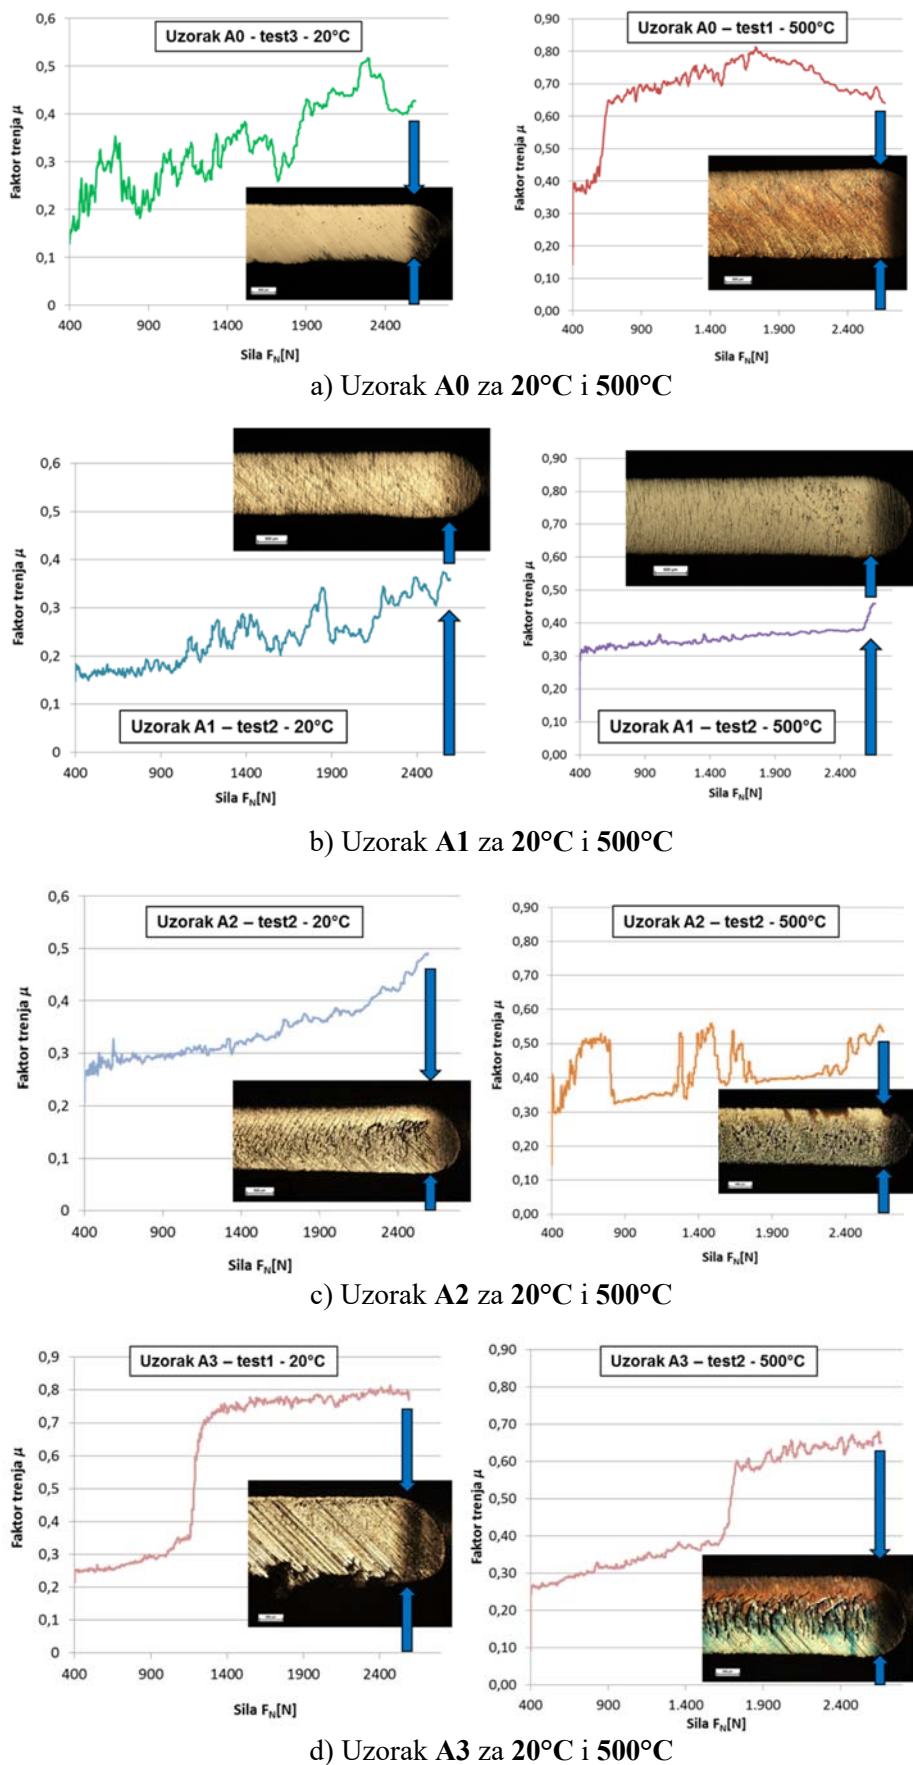 Uzorak A0 - test3 - 20°C
Faktor trenja μ
0,6
0,5
0,4
0,3
0,2
0,1
0
400 900 1400 1900 2400
Sila FN[N]
Uzorak A0 – test1 - 500°C
Faktor trenja μ
0,90
0,80
0,70
0,60
0,50
0,40
0,30
0,20
0,10
0,00
400 900 1.400 1.900 2.400
Sila FN[N]
a) Uzorak A0 za 20°C i 500°C
Faktor trenja μ
0,6
0,5
0,4
0,3
0,2
0,1
0
Uzorak A1 – test2 - 20°C
400 900 1400 1900 2400
Sila FN[N]
Faktor trenja μ
0,90
0,80
0,70
0,60
0,50
0,40
0,30
0,20
0,10
0,00
Uzorak A1 – test2 - 500°C
400 900 1.400 1.900 2.400
Sila FN[N]
b) Uzorak A1 za 20°C i 500°C
Uzorak A2 – test2 - 20°C
Faktor trenja μ
0,6
0,5
0,4
0,3
0,2
0,1
0
400 900 1400 1900 2400
Sila FN[N]
Uzorak A2 – test2 - 500°C
Faktor trenja μ
0,90
0,80
0,70
0,60
0,50
0,40
0,30
0,20
0,10
0,00
400 900 1.400 1.900 2.400
Sila FN[N]
c) Uzorak A2 za 20°C i 500°C
Uzorak A3 – test1 - 20°C
Faktor trenja μ
0,9
0,8
0,7
0,6
0,5
0,4
0,3
0,2
0,1
0
400 900 1400 1900 2400
Sila FN[N]
Uzorak A3 – test2 - 500°C
Faktor trenja μ
0,90
0,80
0,70
0,60
0,50
0,40
0,30
0,20
0,10
0,00
400 900 1.400 1.900 2.400
Sila FN[N]
d) Uzorak A3 za 20°C i 500°C